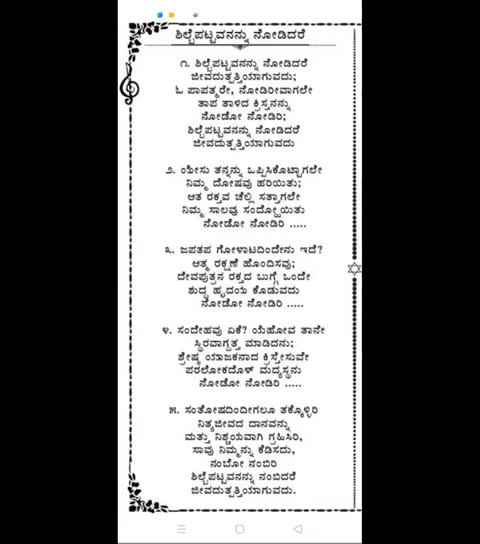 ಶಿಲ್ಬೆಪಟ್ಟವನನ್ನು ನೋಡಿದರೆ
೧. ಶಿಲ್ಬೆಪಟ್ಟವನನ್ನು ನೋಡಿದರೆ
ಜೀವದುತ್ಪತ್ತಿಯಾಗುವದು;
ಓ ಪಾಪತ್ಮರೇ, ನೋಡಿರೀವಾಗಲೇ
ತಾಪ ತಾಳಿದ ಕ್ರಿಸ್ತನನ್ನು
ನೋಡೋ ನೋಡಿರಿ;
ಶಿಲ್ಬೆಪಟ್ಟವನನ್ನು ನೋಡಿದರೆ
ಜೀವದುತ್ಪತ್ತಿಯಾಗುವದು
೨. ಯೇಸು ತನ್ನನ್ನು ಒಪ್ಪಿಸಿಕೊಟ್ಟಾಗಲೇ
ನಿಮ್ಮ ದೋಷವು ಹರಿಯಿತು;
ಆತ ರಕ್ತವ ಚೆಲ್ಲಿ ಸತ್ತಾಗಲೇ
ನಿಮ್ಮ ಸಾಲವು ಸಂದ್ಹೋಯಿತು
ನೋಡೋ ನೋಡಿರಿ .....
೩. ಜಪತಪ ಗೋಳಾಟದಿಂದೇನು ಇದೆ?
ಆತ್ಮ ರಕ್ಷಣೆ ಹೊಂದಿಸವು;
ದೇವಪುತ್ರನ ರಕ್ತದ ಬುಗ್ಗೆ ಒಂದೇ
ಶುದ್ಧ ಹೃದಯ ಕೊಡುವದು
ನೋಡೋ ನೋಡಿರಿ .....
೪. ಸಂದೇಹವು ಏಕೆ? ಯೆಹೋವ ತಾನೇ
ಸ್ಥಿರವಾಗ್ದತ್ತ ಮಾಡಿದನು;
ಶ್ರೇಷ್ಠ ಯಾಜಕನಾದ ಕ್ರಿಸ್ತೇಸುವೇ
ಪರಲೋಕದೊಳ್ ಮಧ್ಯಸ್ಥನು
ನೋಡೋ ನೋಡಿರಿ .....
೫. ಸಂತೋಷದಿಂದೀಗಲೂ ತಕ್ಕೊಳ್ಳಿರಿ
ನಿತ್ಯಜೀವದ ದಾನವನ್ನು
ಮತ್ತು ನಿಶ್ಚಯವಾಗಿ ಗ್ರಹಿಸಿರಿ,
ಸಾವು ನಿಮ್ಮನ್ನು ಕೆಡಿಸದು,
ನಂಬೋ ನಂಬಿರಿ
ಶಿಲ್ಬೆಪಟ್ಟವನನ್ನು ನಂಬಿದರೆ
ಜೀವದುತ್ಪತ್ತಿಯಾಗುವದು.